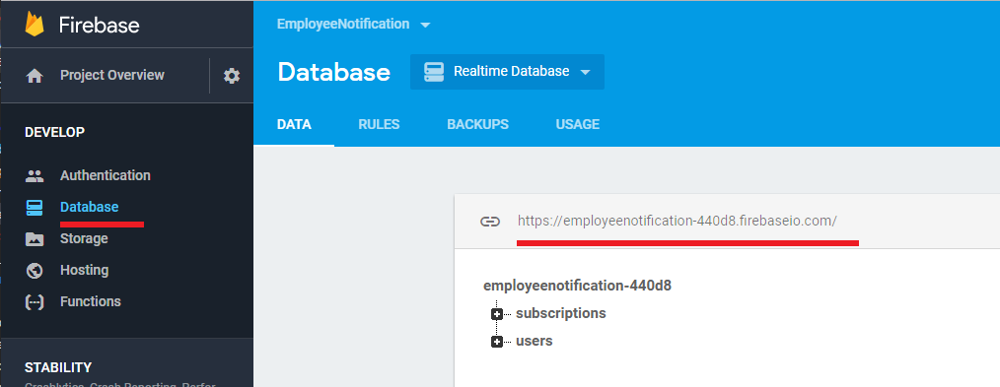 Firebase
Project Overview
DEVELOP
Authentication
Database
Storage
Hosting
Functions
STABILITY
Crashlytics, Crash Reporting, Perfor
EmployeeNotification
Database
Realtime Database
DATA RULES BACKUPS USAGE
https://employeenotification-440d8.firebaseio.com/
employeenotification-440d8
subscriptions
users